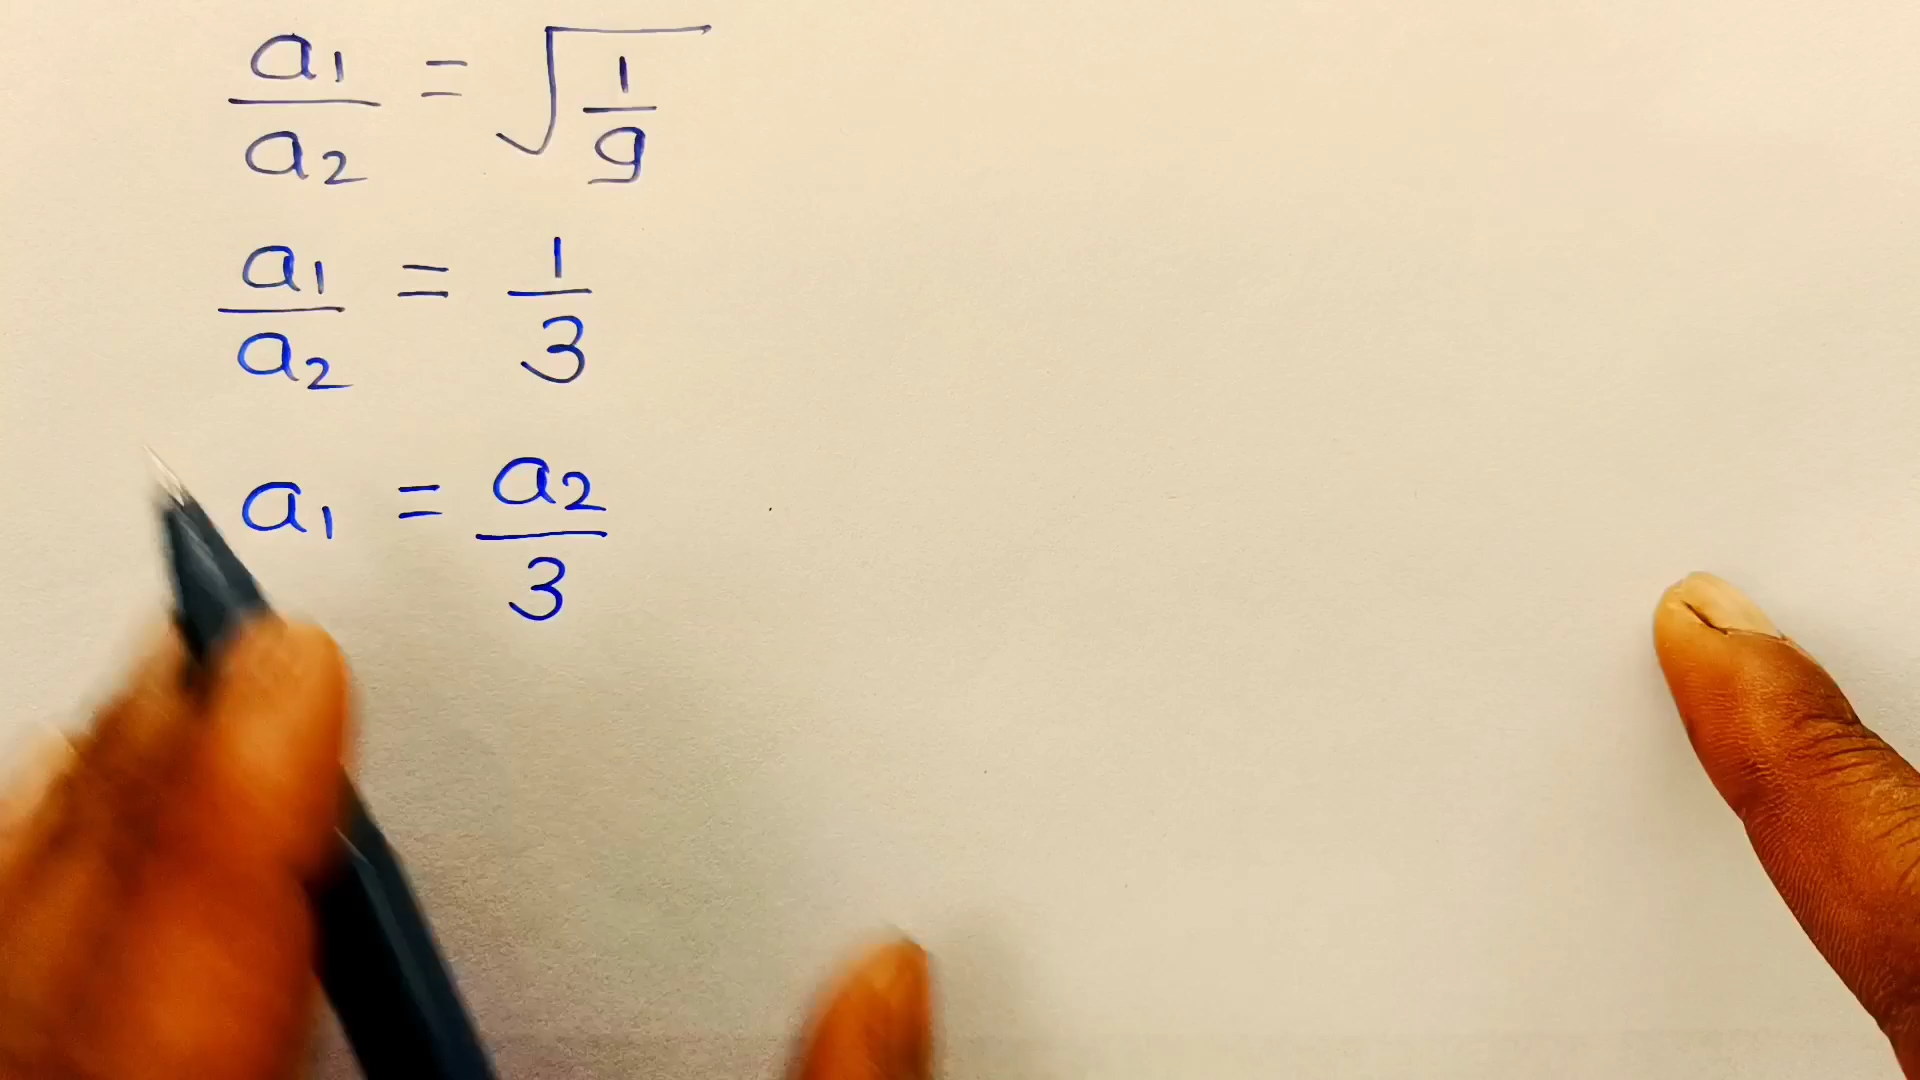 a₁/a₂ = √(1/9)
a₁/a₂ = 1/3
a₁ = a₂/3